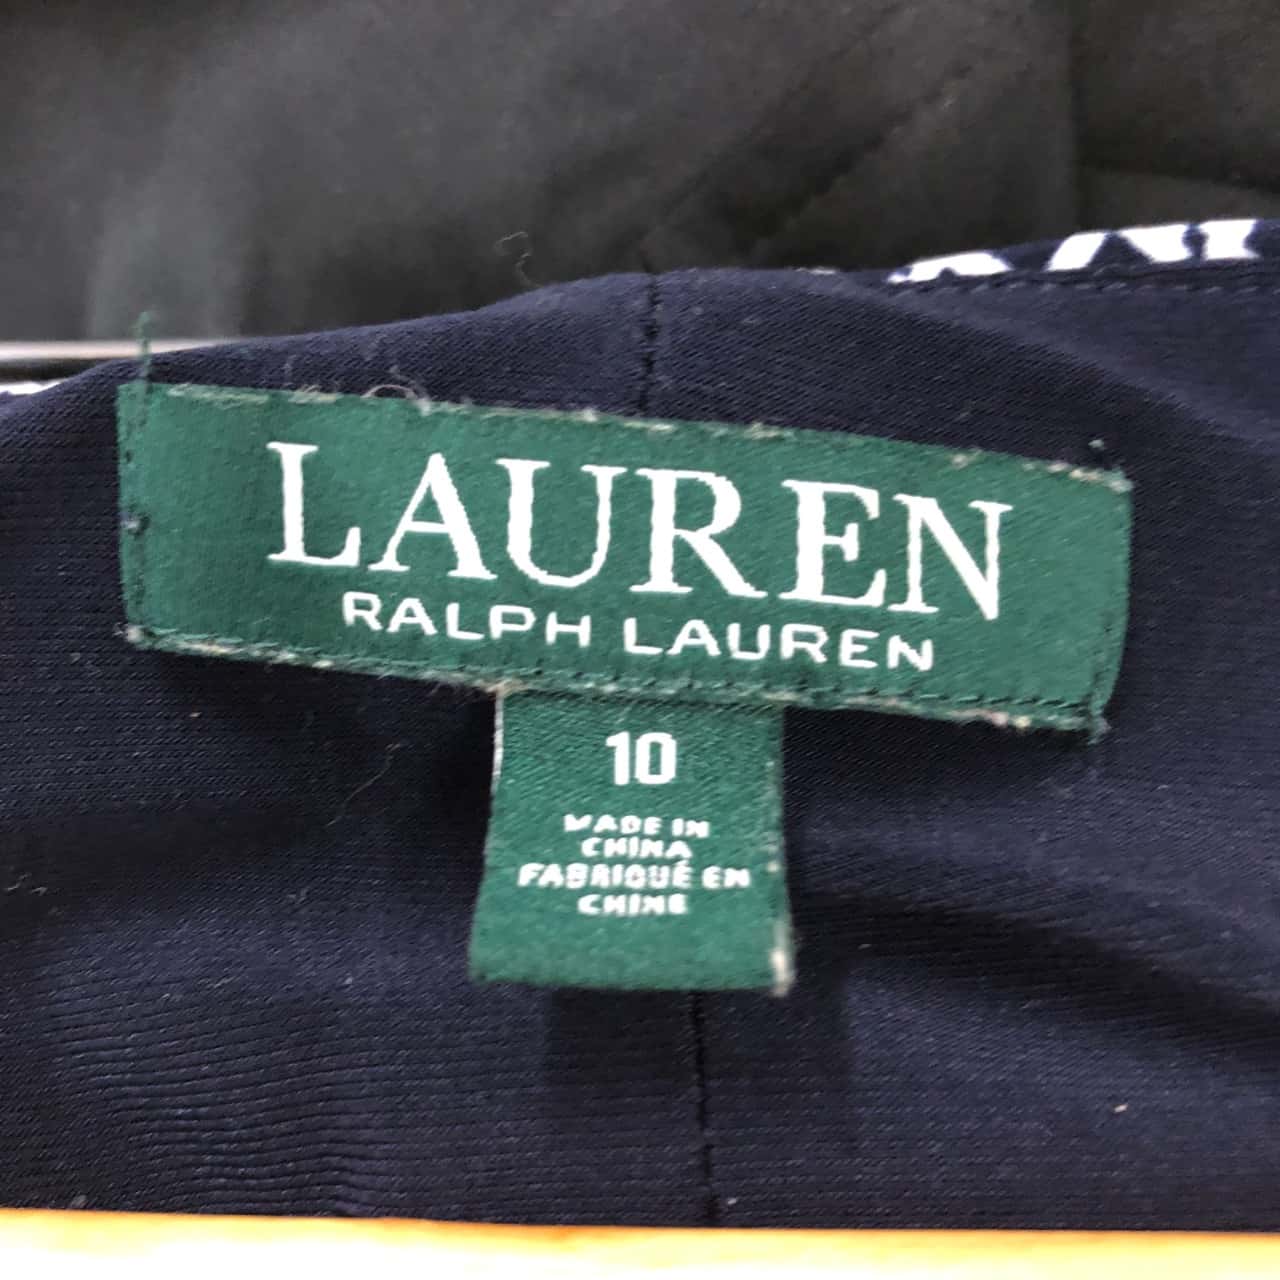 LAUREN
RALPH LAUREN
10
MADE IN
CHINA
FABRIQUÉ EN
CHINE